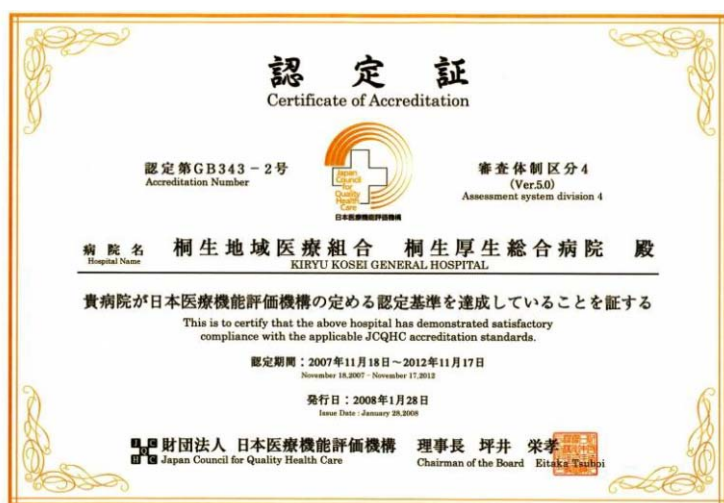 認定証
Certificate of Accreditation
認定第GB343－2号
Accreditation Number
Japan
Council
for
Quality
Health
Care
日本医療機能評価機構
審査体制区分4
(Ver.5.0)
Assessment system division 4
病院名 桐生地域医療組合 桐生厚生総合病院 殿
Hospital Name KIRYU KOSEI GENERAL HOSPITAL
貴病院が日本医療機能評価機構の定める認定基準を達成していることを証する
This is to certify that the above hospital has demonstrated satisfactory
compliance with the applicable JCQHC accreditation standards.
認定期間：2007年11月18日～2012年11月17日
November 18,2007 - November 17,2012
発行日：2008年1月28日
Issue Date : January 28,2008
財団法人 日本医療機能評価機構 理事長 坪井 栄孝
Japan Council for Quality Health Care Chairman of the Board Eitaka Tsuboi